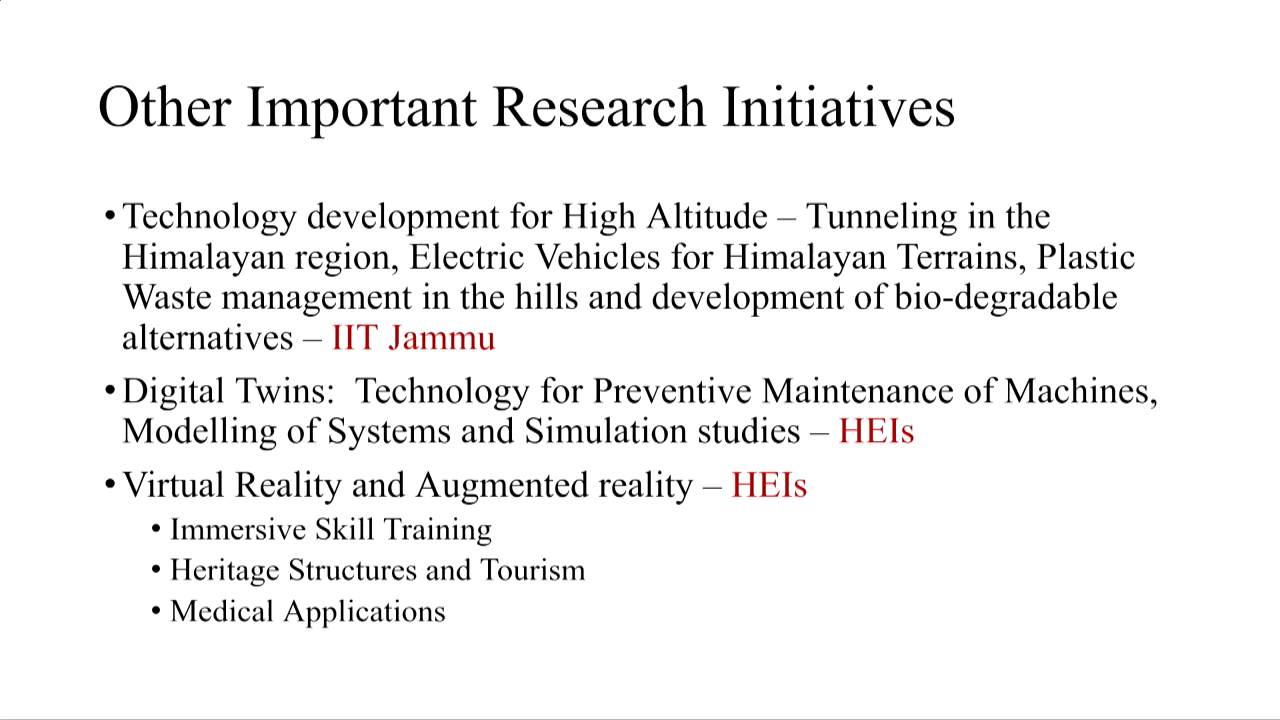 Other Important Research Initiatives
• Technology development for High Altitude – Tunneling in the
Himalayan region, Electric Vehicles for Himalayan Terrains, Plastic
Waste management in the hills and development of bio-degradable
alternatives – IIT Jammu
• Digital Twins:  Technology for Preventive Maintenance of Machines,
Modelling of Systems and Simulation studies – HEIs
• Virtual Reality and Augmented reality – HEIs
• Immersive Skill Training
• Heritage Structures and Tourism
• Medical Applications